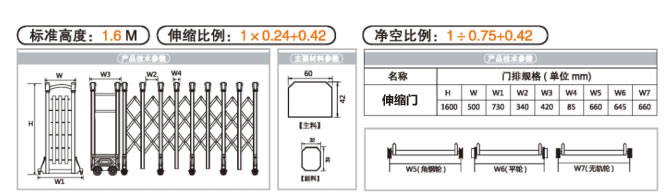 标准高度: 1.6 M
伸缩比例: 1×0.24+0.42
净空比例: 1÷0.75+0.42
产品技术参数
主要材料参数
产品技术参数
W
W3
W2
W4
H
W1
60
42
【主料】
32
38
【副料】
名称 门排规格 ( 单位 mm)
H W W1 W2 W3 W4 W5 W6 W7
伸缩门 1600 500 730 340 420 85 660 645 660
W5(角钢轮)
W6(平轮)
W7(无轨轮)